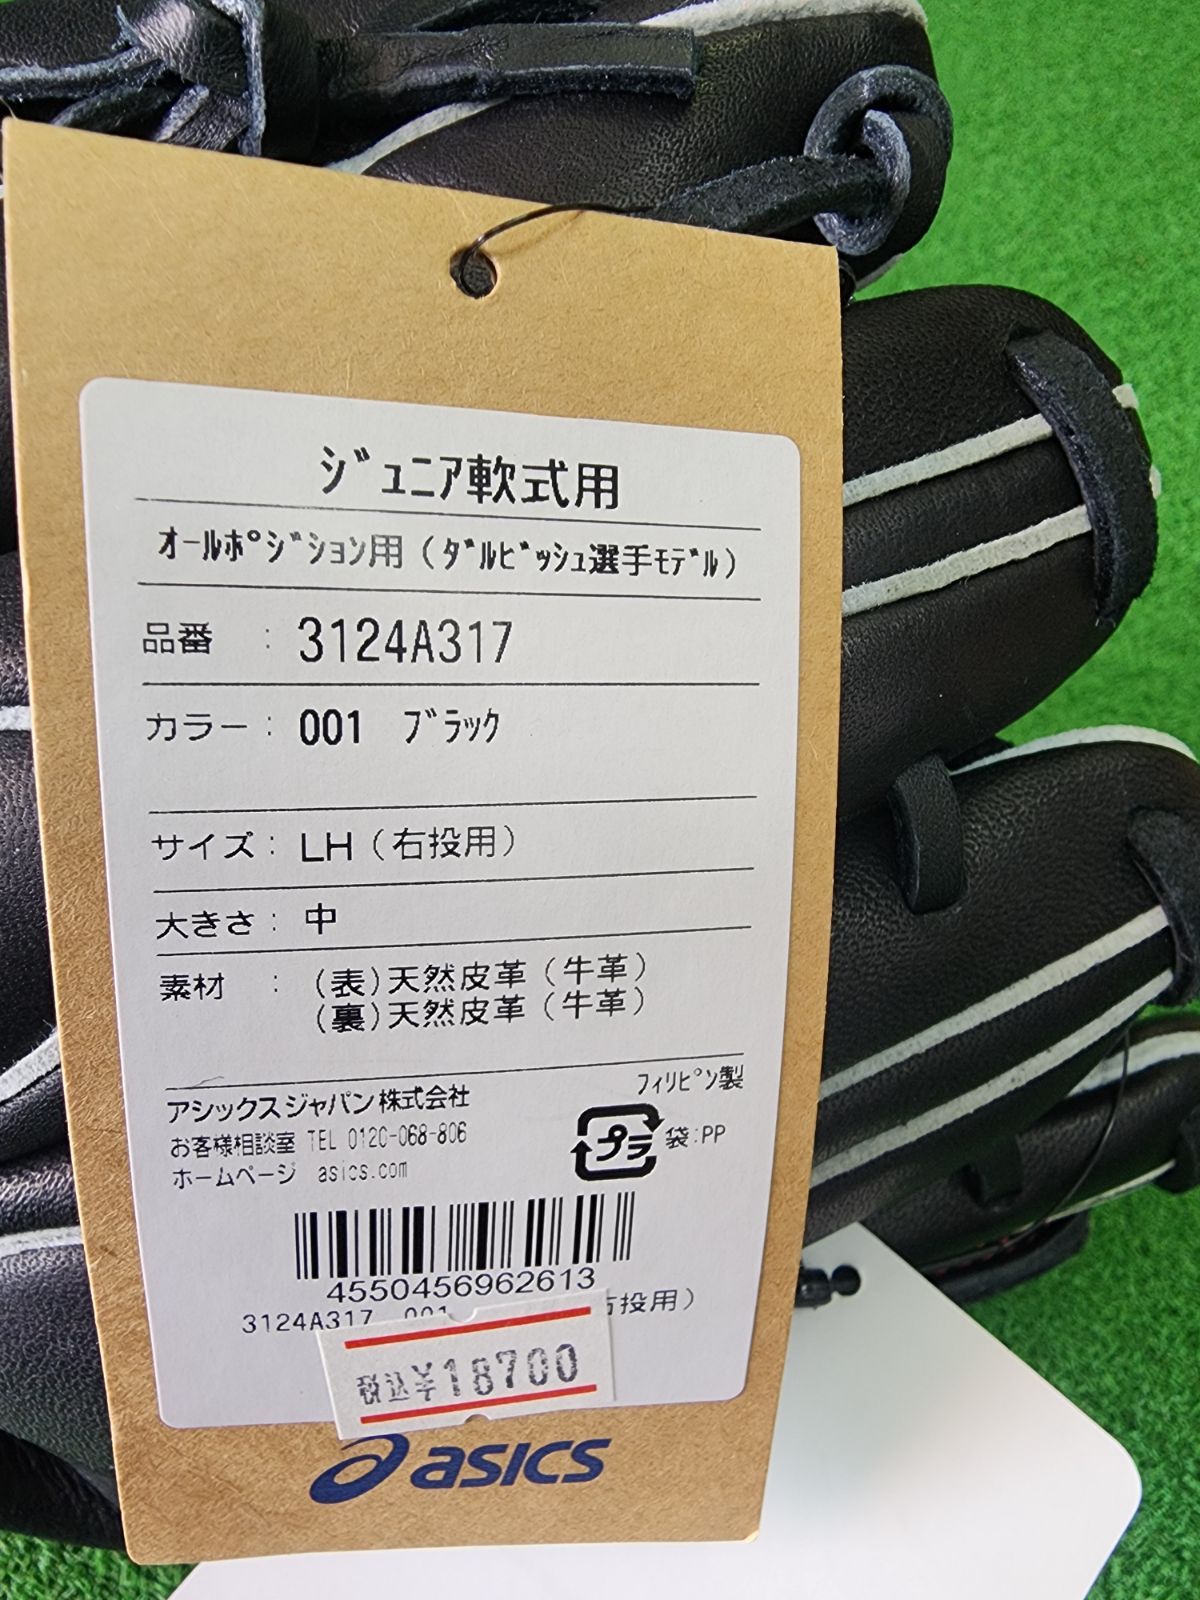 ｼﾞｭﾆｱ軟式用
ｵｰﾙﾎﾟｼﾞｼｮﾝ用（ﾀﾞﾙﾋﾞｯｼｭ選手ﾓﾃﾞﾙ）
品番 : 3124A317
カラー : 001 ﾌﾞﾗｯｸ
サイズ : LH（右投用）
大きさ : 中
素材 : (表)天然皮革（牛革）
(裏)天然皮革（牛革）
フィリピン製
アシックスジャパン株式会社
お客様相談室 TEL 0120-068-806
ホームページ asics.com
プラ 袋:PP
4550456962613
3124A317 001 右投用）
税込¥18700
asics